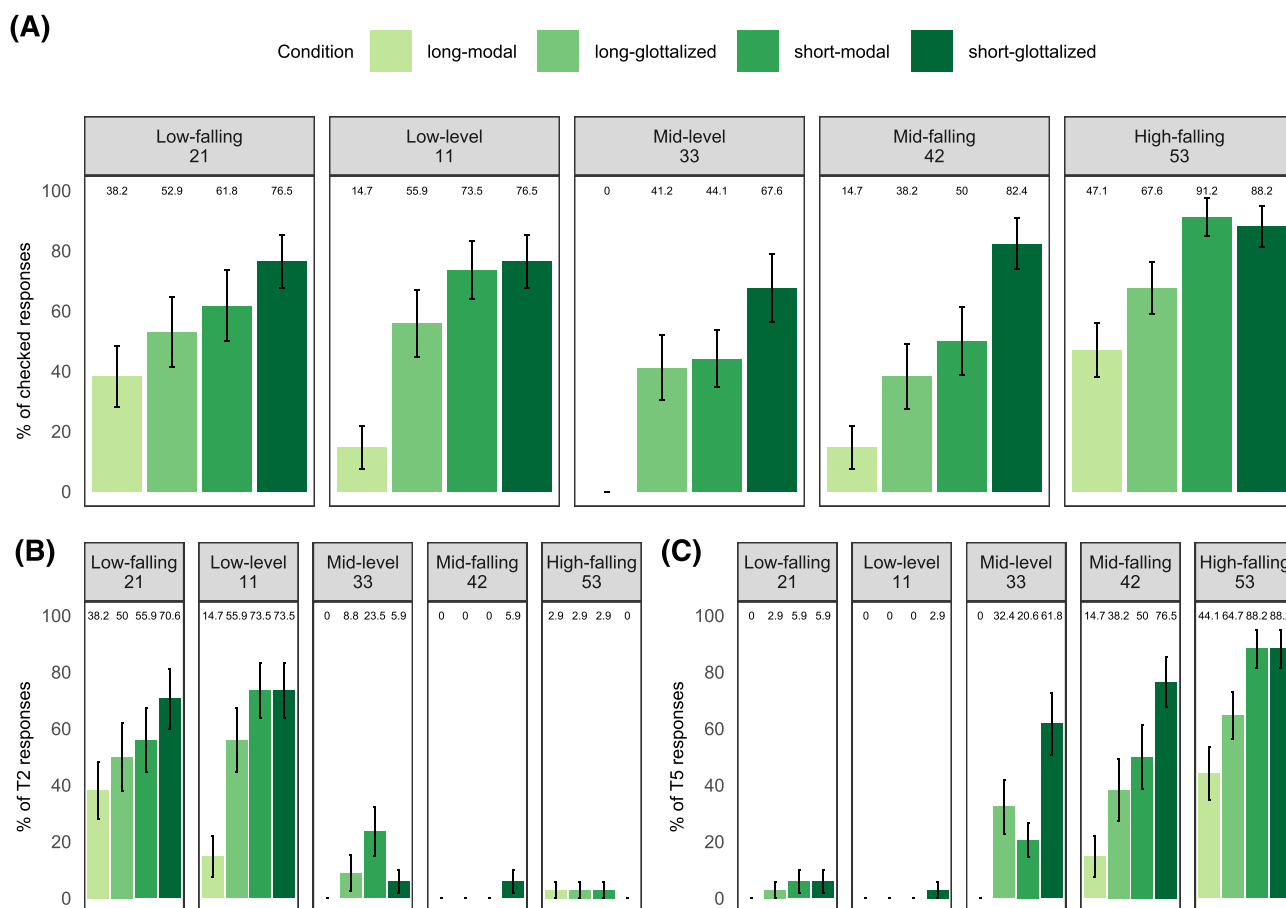 (A)
Condition long-modal long-glottalized short-modal short-glottalized
Low-falling Low-level Mid-level Mid-falling High-falling
21 11 33 42 53
100 38.2 52.9 61.8 76.5 14.7 55.9 73.5 76.5 0 41.2 44.1 67.6 14.7 38.2 50 82.4 47.1 67.6 91.2 88.2
80
60
40
20
0
% of checked responses
(B)
Low-falling Low-level Mid-level Mid-falling High-falling
21 11 33 42 53
100 38.2 50 55.9 70.6 14.7 55.9 73.5 73.5 0 8.8 23.5 5.9 0 0 0 5.9 2.9 2.9 2.9 0
80
60
40
20
0
% of T2 responses
(C)
Low-falling Low-level Mid-level Mid-falling High-falling
21 11 33 42 53
100 0 2.9 5.9 5.9 0 0 0 2.9 0 32.4 20.6 61.8 14.7 38.2 50 76.5 44.1 64.7 88.2 88.
80
60
40
20
0
% of T5 responses